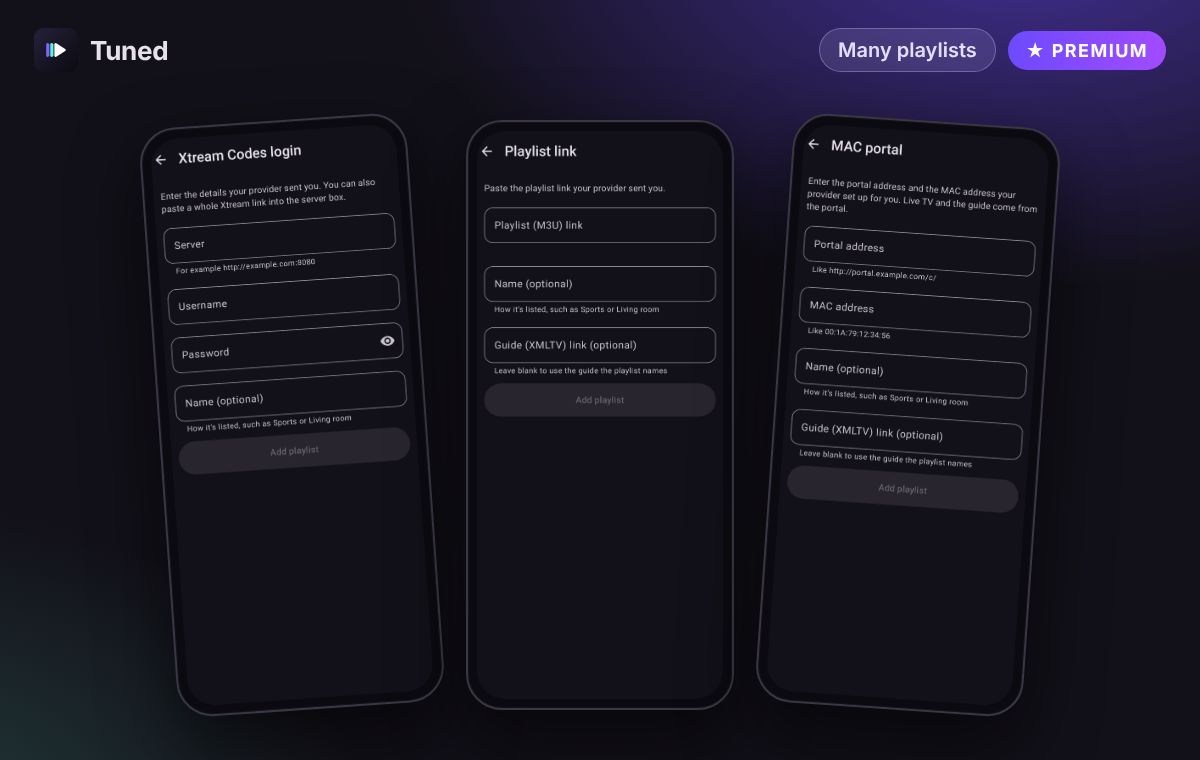 Tuned
Many playlists
★ PREMIUM
Xtream Codes login
Enter the details your provider sent you. You can also
paste a whole Xtream link into the server box.
Server
For example http://example.com:8080
Username
Password
Name (optional)
How it's listed, such as Sports or Living room
Add playlist
Playlist link
Paste the playlist link your provider sent you.
Playlist (M3U) link
Name (optional)
How it's listed, such as Sports or Living room
Guide (XMLTV) link (optional)
Leave blank to use the guide the playlist names
Add playlist
MAC portal
Enter the portal address and the MAC address your
provider set up for you. Live TV and the guide come from
the portal.
Portal address
Like http://portal.example.com/c/
MAC address
Like 00:1A:79:12:34:56
Name (optional)
How it's listed, such as Sports or Living room
Guide (XMLTV) link (optional)
Leave blank to use the guide the playlist names
Add playlist